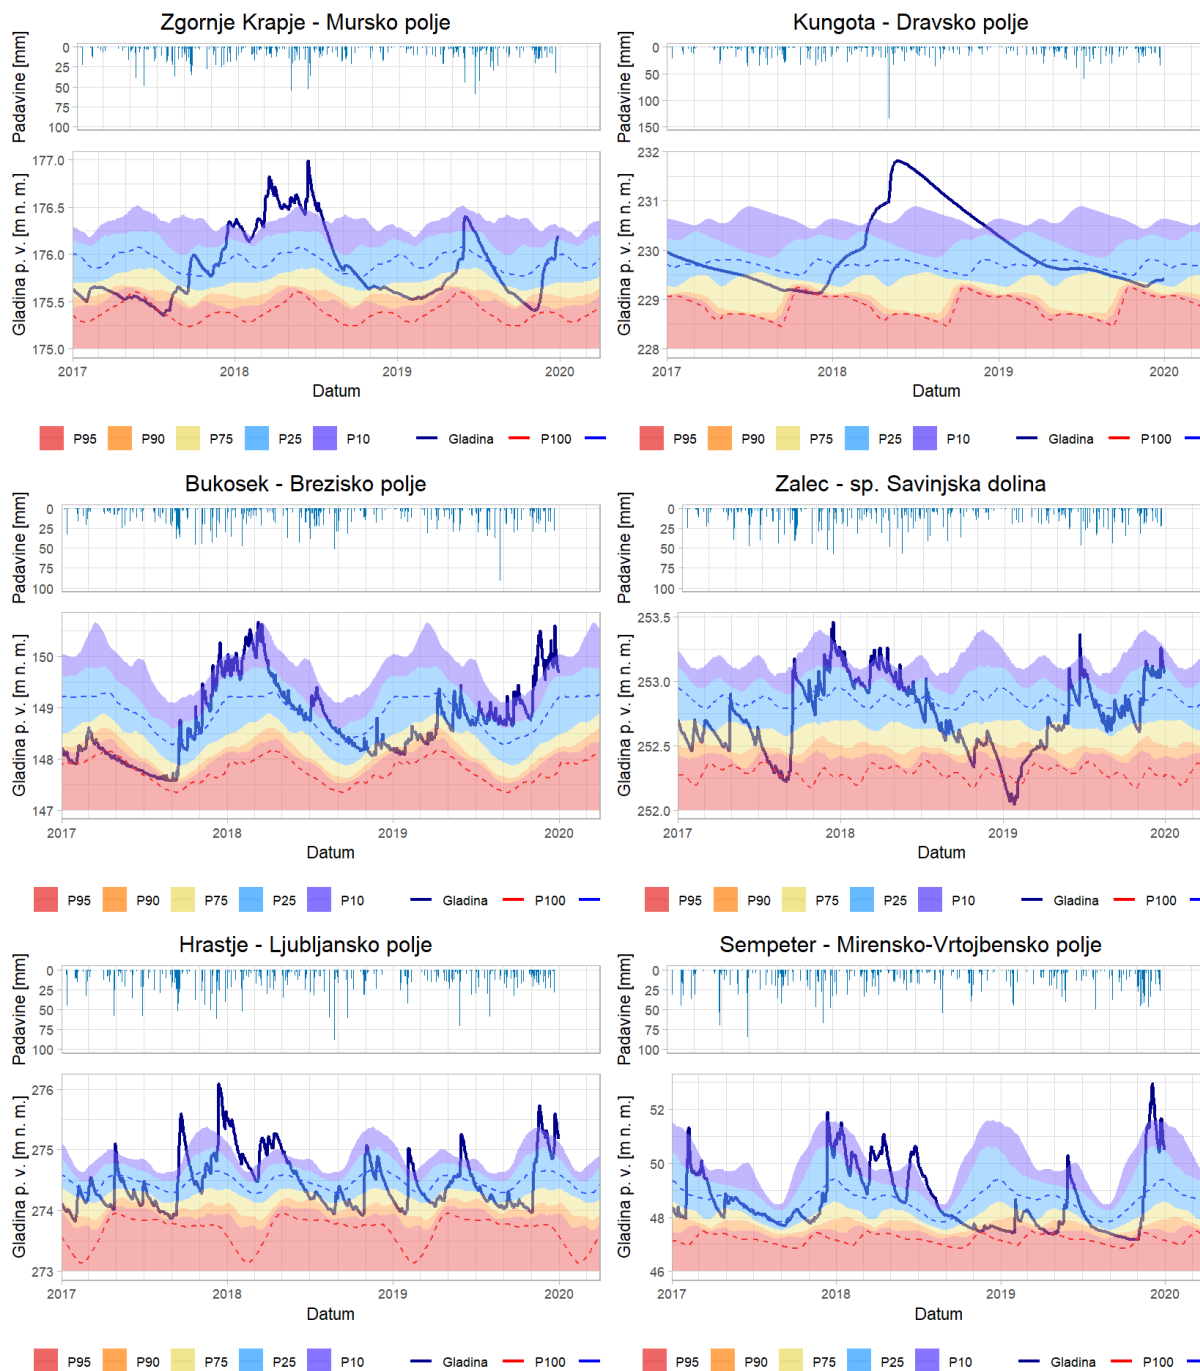 Zgornje Krapje - Mursko polje
Padavine [mm]
0
25
50
75
100
Gladina p. v. [m n. m.]
177.0
176.5
176.0
175.5
175.0
2017 2018 2019 2020
Datum
P95 P90 P75 P25 P10 Gladina P100
Kungota - Dravsko polje
Padavine [mm]
0
50
100
150
Gladina p. v. [m n. m.]
232
231
230
229
228
2017 2018 2019 2020
Datum
P95 P90 P75 P25 P10 Gladina P100
Bukosek - Brezisko polje
Padavine [mm]
0
25
50
75
100
Gladina p. v. [m n. m.]
150
149
148
147
2017 2018 2019 2020
Datum
P95 P90 P75 P25 P10 Gladina P100
Zalec - sp. Savinjska dolina
Padavine [mm]
0
25
50
75
100
Gladina p. v. [m n. m.]
253.5
253.0
252.5
252.0
2017 2018 2019 2020
Datum
P95 P90 P75 P25 P10 Gladina P100
Hrastje - Ljubljansko polje
Padavine [mm]
0
25
50
75
100
Gladina p. v. [m n. m.]
276
275
274
273
2017 2018 2019 2020
Datum
P95 P90 P75 P25 P10 Gladina P100
Sempeter - Mirensko-Vrtojbensko polje
Padavine [mm]
0
25
50
75
100
Gladina p. v. [m n. m.]
52
50
48
46
2017 2018 2019 2020
Datum
P95 P90 P75 P25 P10 Gladina P100